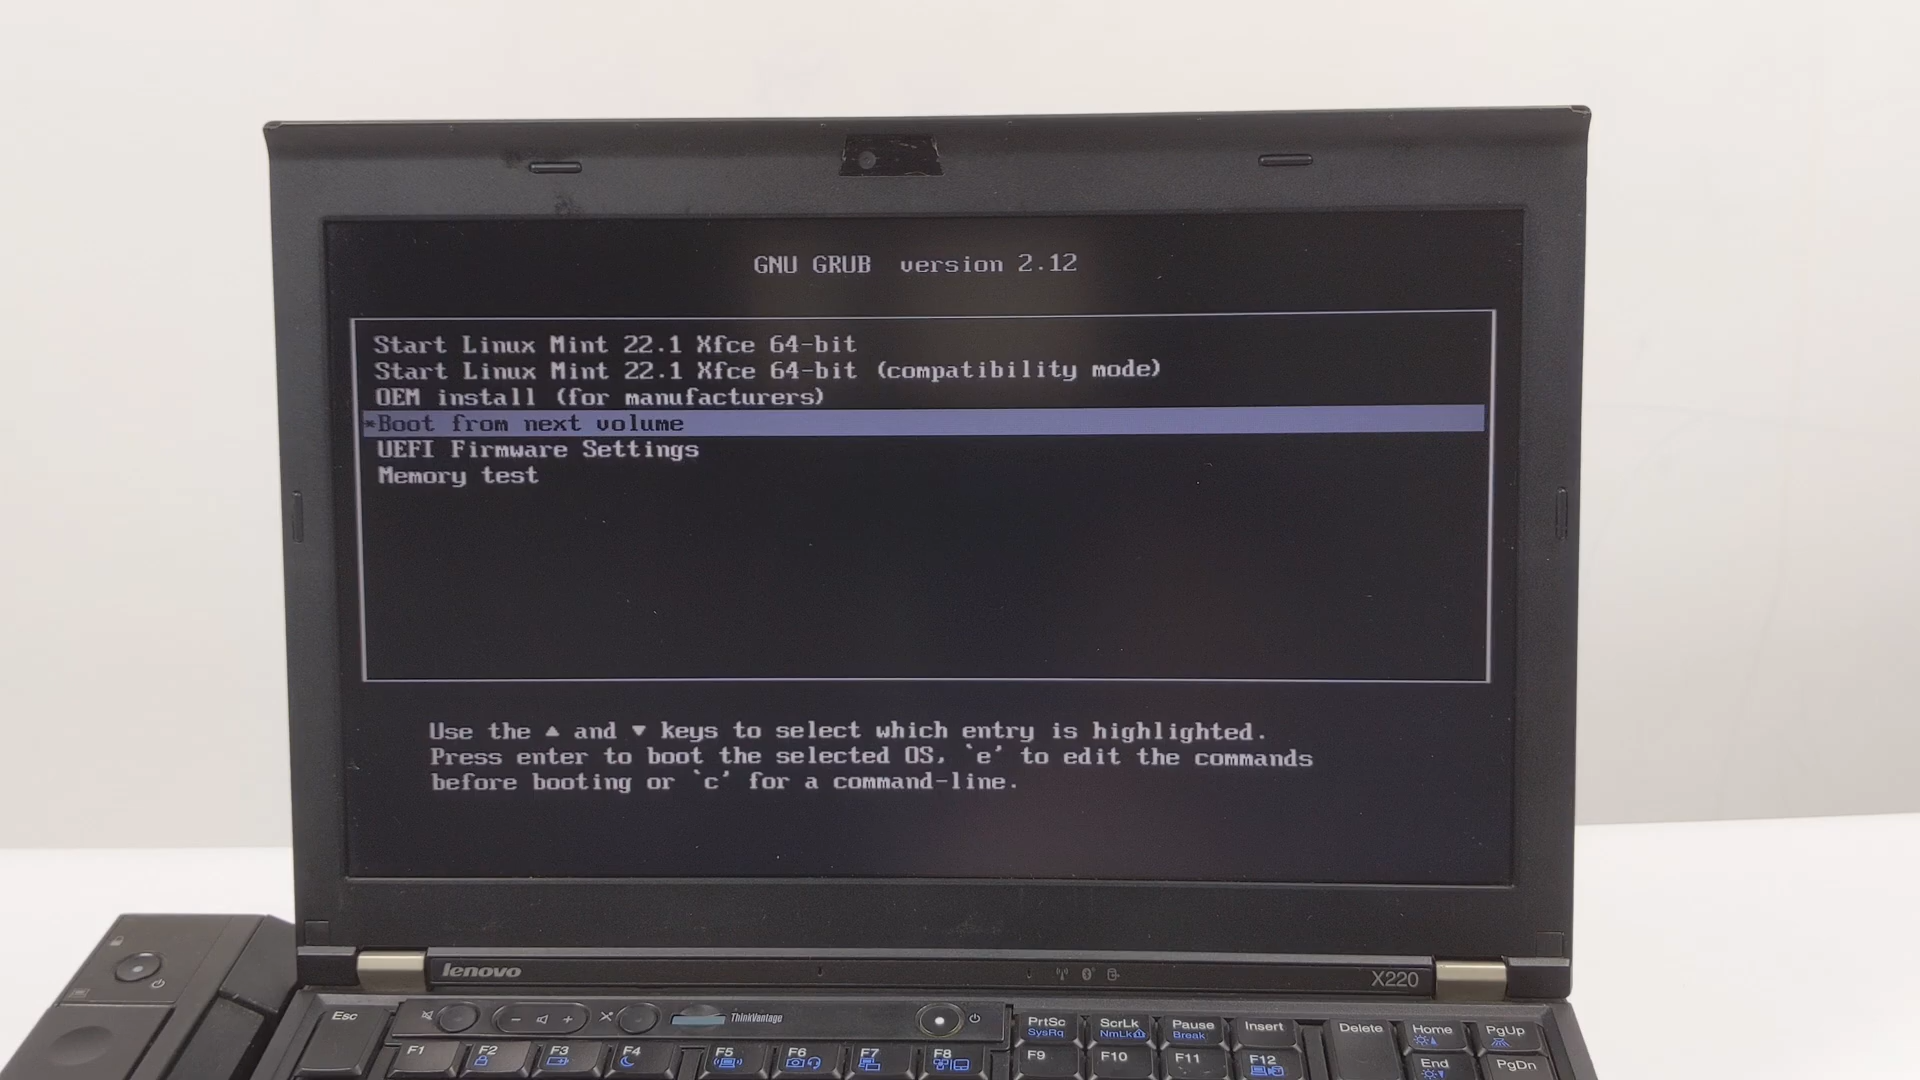 GNU GRUB version 2.12
Start Linux Mint 22.1 Xfce 64-bit
Start Linux Mint 22.1 Xfce 64-bit (compatibility mode)
OEM install (for manufacturers)
*Boot from next volume
UEFI Firmware Settings
Memory test
Use the ▲ and ▼ keys to select which entry is highlighted.
Press enter to boot the selected OS, `e' to edit the commands
before booting or `c' for a command-line.
lenovo
X220
Esc
ThinkVantage
PrtSc
SysRq
ScrLk
NmLk
Pause
Break
Insert
Delete
Home
PgUp
F1
F2
F3
F4
F5
F6
F7
F8
F9
F10
F11
F12
End
PgDn